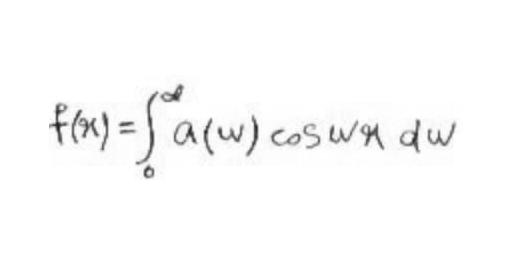 f(x) = ∫₀^∞ a(w) cos wx dw